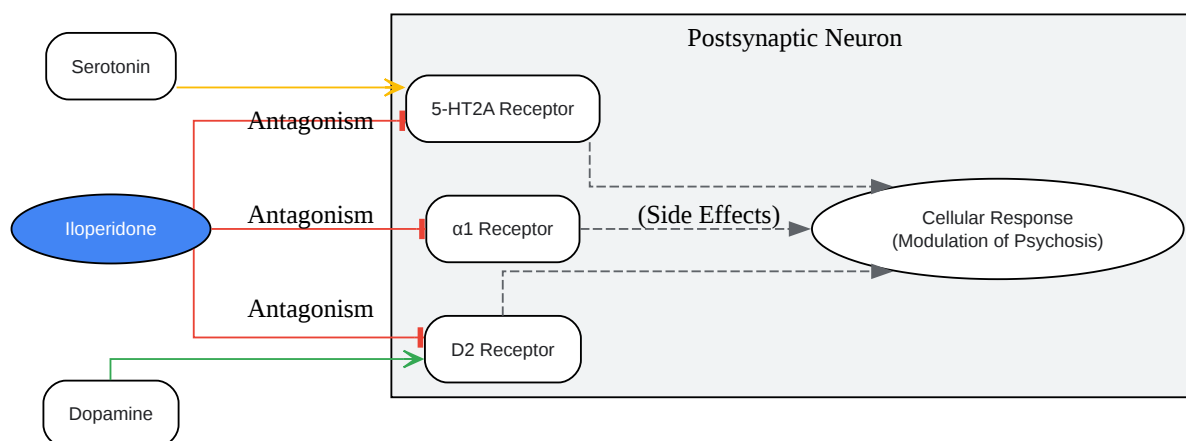 Postsynaptic Neuron
Serotonin
5-HT2A Receptor
Antagonism
Iloperidone
Antagonism
α1 Receptor
(Side Effects)
Cellular Response
(Modulation of Psychosis)
Antagonism
D2 Receptor
Dopamine